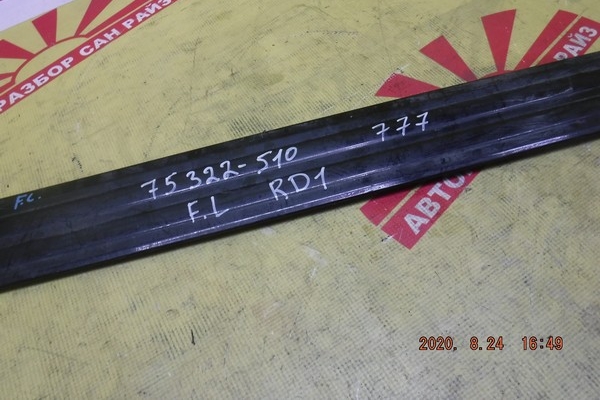 РАЗБОР САН РАЙЗ
РАЙЗ
АВТО
F.L.
75322-510 777
F.L RD1
2020. 8.24 16:49